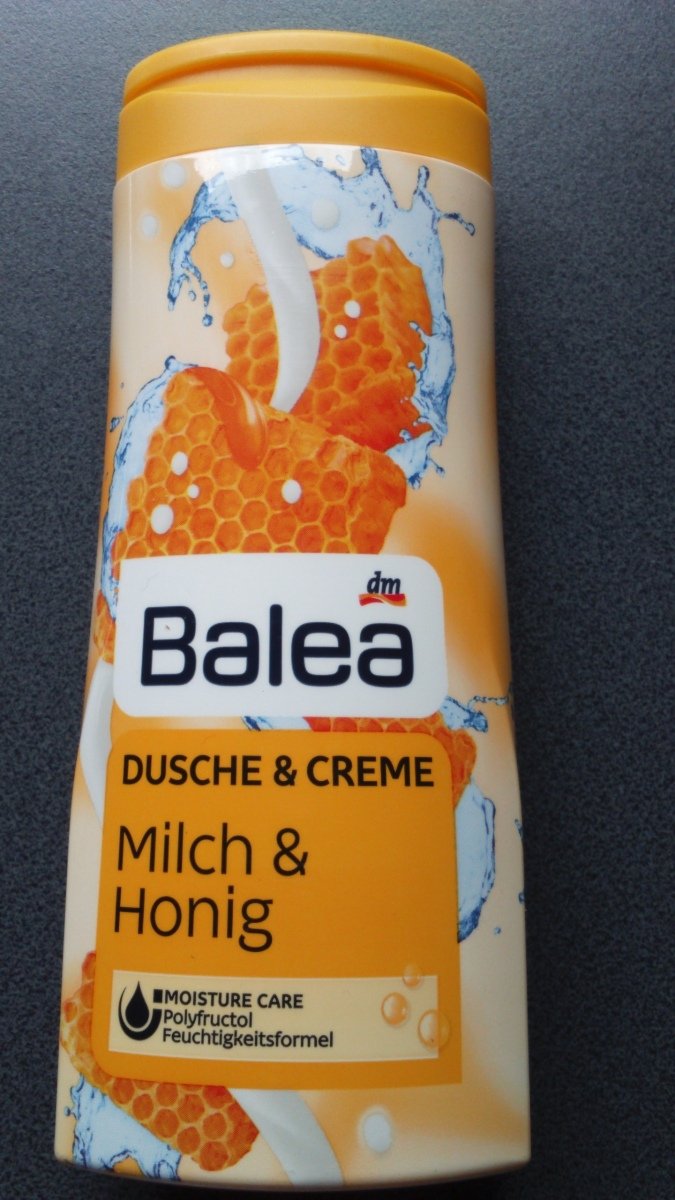 dm
Balea
DUSCHE & CREME
Milch &
Honig
MOISTURE CARE
Polyfructol
Feuchtigkeitsformel